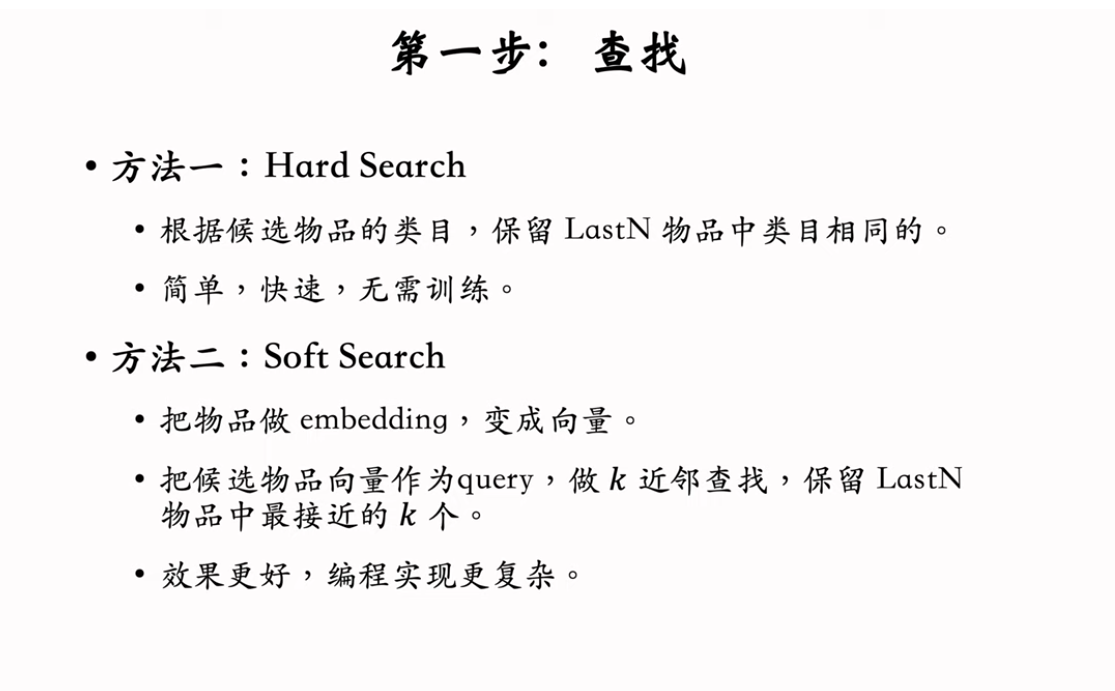 第一步： 查找
• 方法一：Hard Search
• 根据候选物品的类目，保留 LastN 物品中类目相同的。
• 简单，快速，无需训练。
• 方法二：Soft Search
• 把物品做 embedding，变成向量。
• 把候选物品向量作为query，做 k 近邻查找，保留 LastN
物品中最接近的 k 个。
• 效果更好，编程实现更复杂。